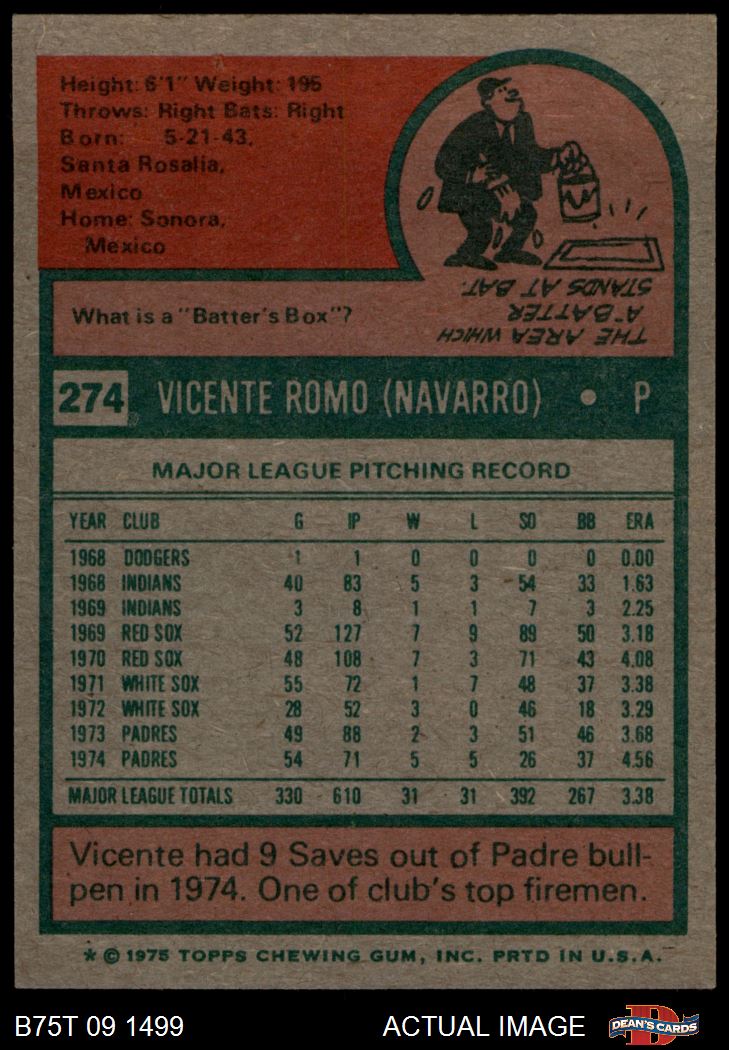 Height: 6'1" Weight: 195
Throws: Right Bats: Right
Born: 5-21-43,
Santa Rosalia,
Mexico
Home: Sonora,
Mexico
What is a "Batter's Box"?
THE AREA WHICH
A BATTER
STANDS AT BAT.
274 VICENTE ROMO (NAVARRO) • P
MAJOR LEAGUE PITCHING RECORD
YEAR CLUB G IP W L SO BB ERA
1968 DODGERS 1 1 0 0 0 0 0.00
1968 INDIANS 40 83 5 3 54 33 1.63
1969 INDIANS 3 8 1 1 7 3 2.25
1969 RED SOX 52 127 7 9 89 50 3.18
1970 RED SOX 48 108 7 3 71 43 4.08
1971 WHITE SOX 55 72 1 7 48 37 3.38
1972 WHITE SOX 28 52 3 0 46 18 3.29
1973 PADRES 49 88 2 3 51 46 3.68
1974 PADRES 54 71 5 5 26 37 4.56
MAJOR LEAGUE TOTALS 330 610 31 31 392 267 3.38
Vicente had 9 Saves out of Padre bull-
pen in 1974. One of club's top firemen.
* © 1975 TOPPS CHEWING GUM, INC. PRTD IN U.S.A.
B75T 09 1499 ACTUAL IMAGE DEAN'S CARDS